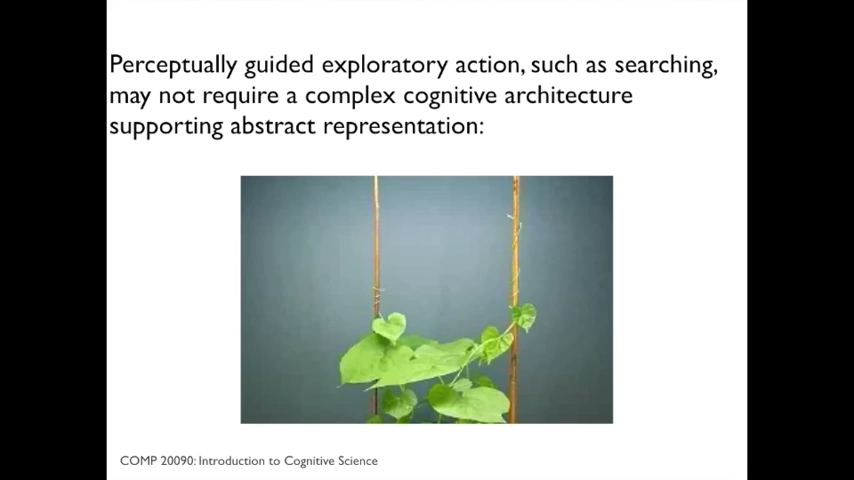 Perceptually guided exploratory action, such as searching,
may not require a complex cognitive architecture
supporting abstract representation:
COMP 20090: Introduction to Cognitive Science